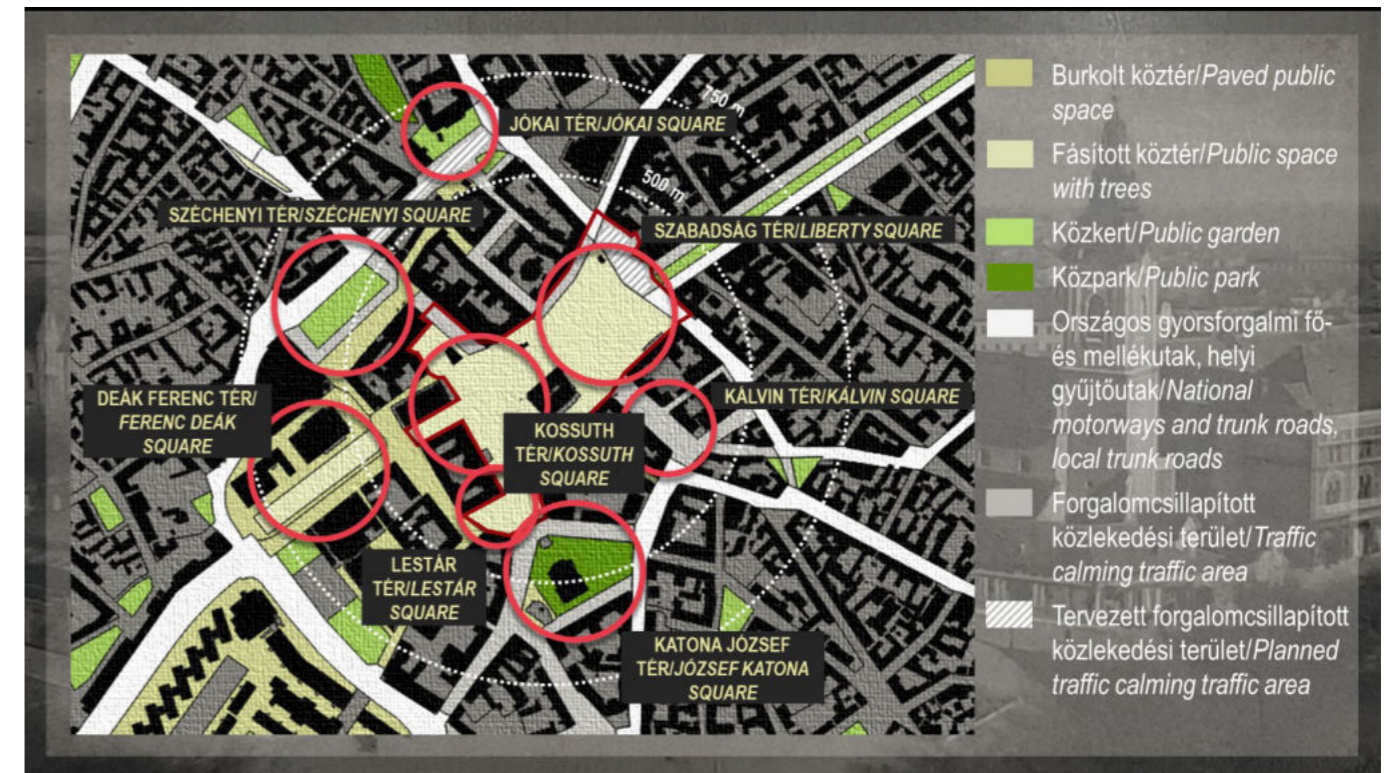 750 m
JÓKAI TÉR/JÓKAI SQUARE
500 m
SZÉCHENYI TÉR/SZÉCHENYI SQUARE
SZABADSÁG TÉR/LIBERTY SQUARE
DEÁK FERENC TÉR/
FERENC DEÁK
SQUARE
KÁLVIN TÉR/KÁLVIN SQUARE
KOSSUTH
TÉR/KOSSUTH
SQUARE
LESTÁR
TÉR/LESTÁR
SQUARE
KATONA JÓZSEF
TÉR/JÓZSEF KATONA
SQUARE
Burkolt köztér/Paved public
space
Fásított köztér/Public space
with trees
Közkert/Public garden
Közpark/Public park
Országos gyorsforgalmi fő-
és mellékutak, helyi
gyűjtőutak/National
motorways and trunk roads,
local trunk roads
Forgalomcsillapított
közlekedési terület/Traffic
calming traffic area
Tervezett forgalomcsillapított
közlekedési terület/Planned
traffic calming traffic area